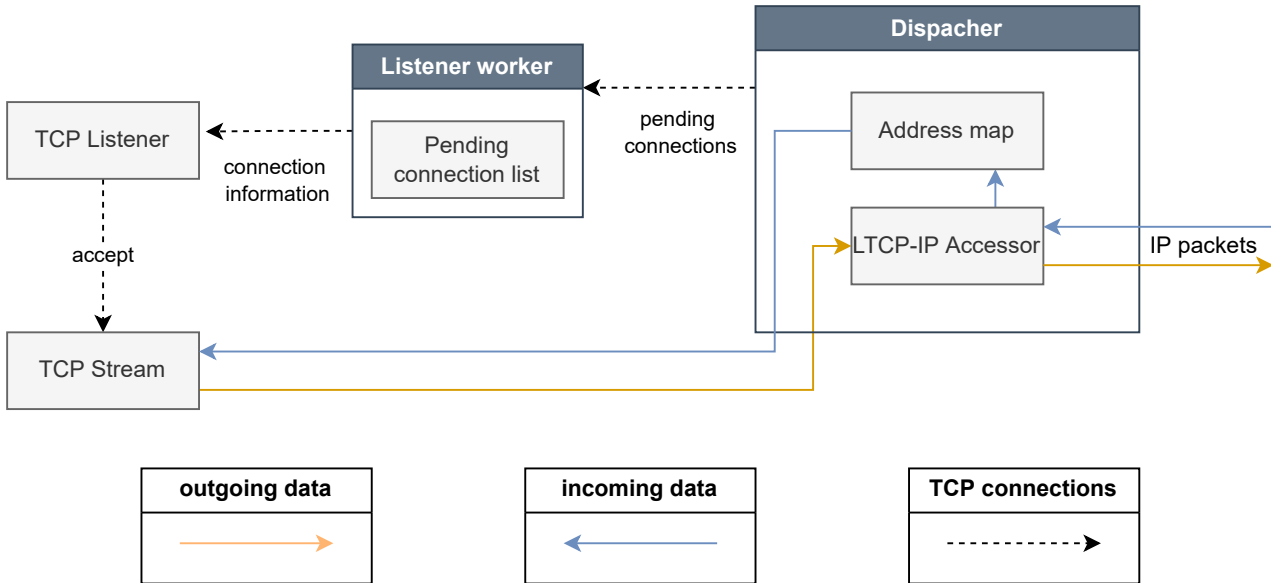 Dispacher
Listener worker
TCP Listener
connection
information
Pending
connection list
pending
connections
Address map
LTCP-IP Accessor
IP packets
accept
TCP Stream
outgoing data
incoming data
TCP connections